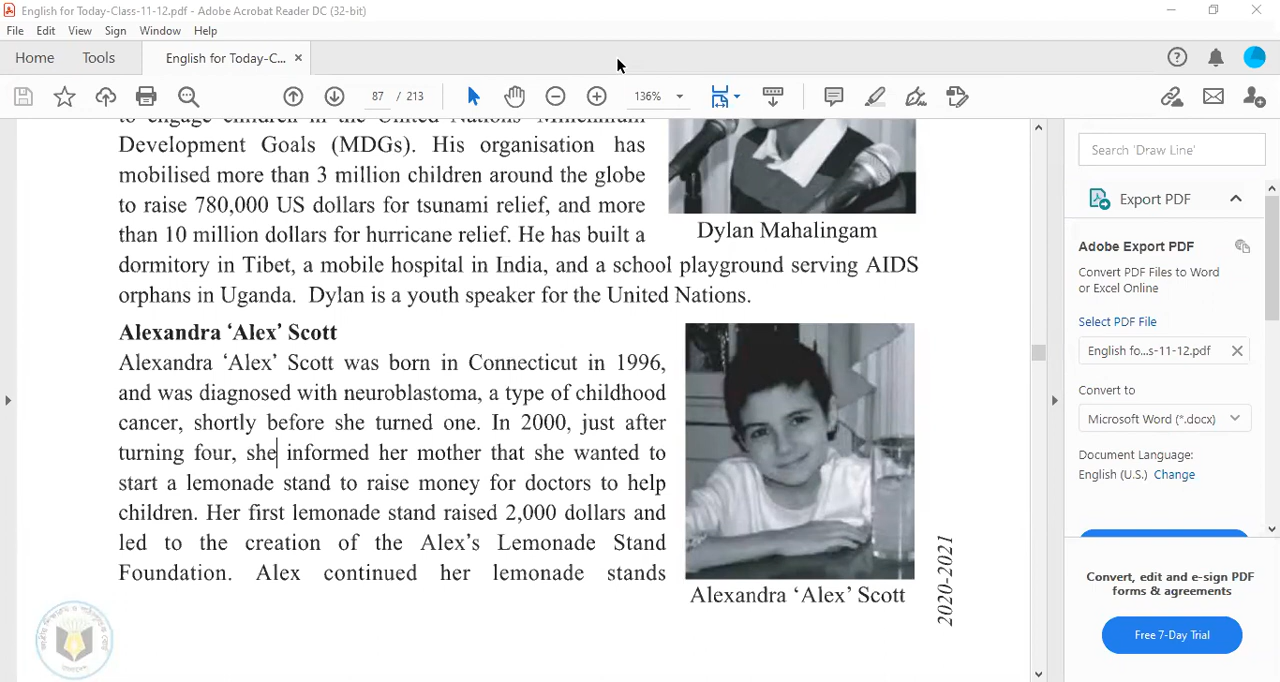 English for Today-Class-11-12.pdf - Adobe Acrobat Reader DC (32-bit)
File Edit View Sign Window Help
Home Tools English for Today-C... ×
87 / 213 136%
to engage children in the United Nations Millennium
Development Goals (MDGs). His organisation has
mobilised more than 3 million children around the globe
to raise 780,000 US dollars for tsunami relief, and more
than 10 million dollars for hurricane relief. He has built a
dormitory in Tibet, a mobile hospital in India, and a school playground serving AIDS
orphans in Uganda. Dylan is a youth speaker for the United Nations.
Dylan Mahalingam
Alexandra ‘Alex’ Scott
Alexandra ‘Alex’ Scott was born in Connecticut in 1996,
and was diagnosed with neuroblastoma, a type of childhood
cancer, shortly before she turned one. In 2000, just after
turning four, she informed her mother that she wanted to
start a lemonade stand to raise money for doctors to help
children. Her first lemonade stand raised 2,000 dollars and
led to the creation of the Alex’s Lemonade Stand
Foundation. Alex continued her lemonade stands
Alexandra ‘Alex’ Scott
2020-2021
Search 'Draw Line'
Export PDF
Adobe Export PDF
Convert PDF Files to Word
or Excel Online
Select PDF File
English fo...s-11-12.pdf
Convert to
Microsoft Word (*.docx)
Document Language:
English (U.S.) Change
Convert, edit and e-sign PDF
forms & agreements
Free 7-Day Trial